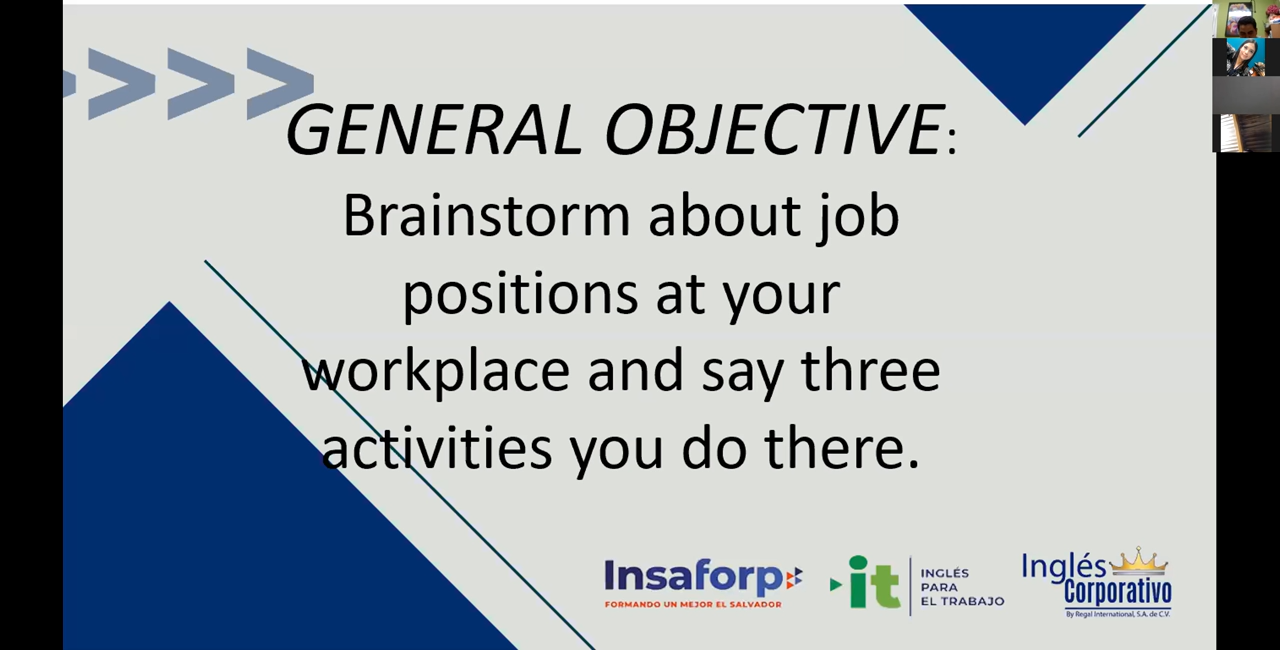 >>>>
GENERAL OBJECTIVE:
Brainstorm about job
positions at your
workplace and say three
activities you do there.
Insaforp
FORMANDO UN MEJOR EL SALVADOR
it
INGLÉS
PARA
EL TRABAJO
Inglés
Corporativo
By Regal International, S.A. de C.V.